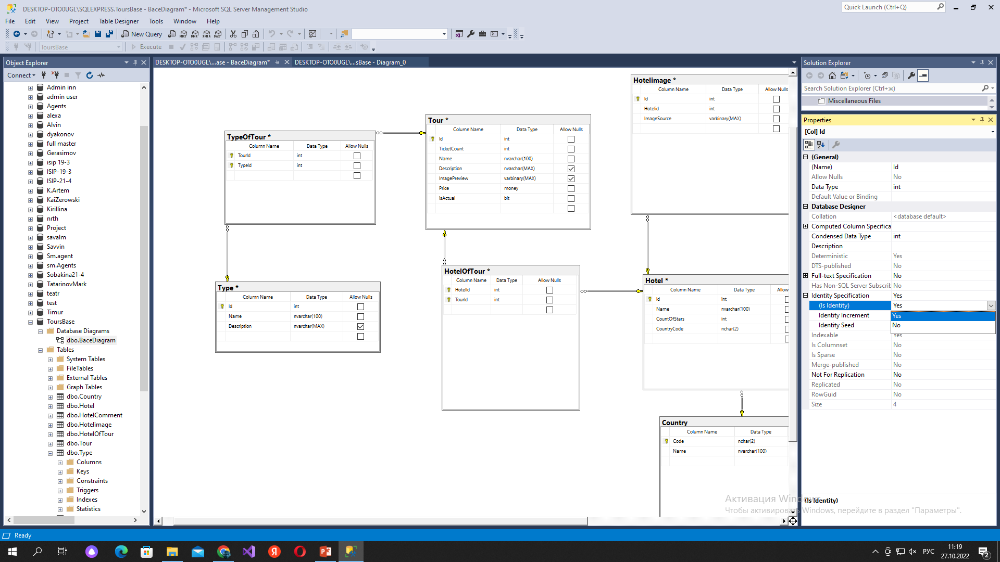 DESKTOP-OTO0UGL\SQLEXPRESS.ToursBase - BaceDiagram* - Microsoft SQL Server Management Studio
Quick Launch (Ctrl+Q)
File Edit View Project Table Designer Tools Window Help
New Query
MDX DMX XMLA DAX
ToursBase
Execute
Object Explorer
Connect
Admin inn
admin user
Agents
alexa
Alvin
dyakonov
full master
Gerasimov
isip 19-3
ISIP-19-3
ISIP-21-4
K.Artem
KaiZerowski
Kirillina
nrth
Project
savalm
Savvin
Sm.agent
sm.Agents
Sobakina21-4
TatarinovMark
teatr
test
Timur
ToursBase
Database Diagrams
dbo.BaceDiagram
Tables
System Tables
FileTables
External Tables
Graph Tables
dbo.Country
dbo.Hotel
dbo.HotelComment
dbo.Hotelimage
dbo.HotelOfTour
dbo.Tour
dbo.Type
Columns
Keys
Constraints
Triggers
Indexes
Statistics
DESKTOP-OTO0UGL\...ase - BaceDiagram*
DESKTOP-OTO0UGL\...sBase - Diagram_0
TypeOfTour *
Column Name Data Type Allow Nulls
TourId int
TypeId int
Tour *
Column Name Data Type Allow Nulls
Id int
TicketCount int
Name nvarchar(100)
Description nvarchar(MAX)
ImagePreview varbinary(MAX)
Price money
isActual bit
Hotelimage *
Column Name Data Type Allow Nulls
Id int
HotelId int
ImageSource varbinary(MAX)
Type *
Column Name Data Type Allow Nulls
Id int
Name nvarchar(100)
Description nvarchar(MAX)
HotelOfTour *
Column Name Data Type Allow Nulls
HotelId int
TourId int
Hotel *
Column Name Data Type Allow
Id int
Name nvarchar(100)
CountOfStars int
CountryCode nchar(2)
Country
Column Name Data Type
Code nchar(2)
Name nvarchar(100)
Solution Explorer
Search Solution Explorer (Ctrl+ж)
Miscellaneous Files
Properties
[Col] Id
(General)
(Name) Id
Allow Nulls No
Data Type int
Default Value or Binding
Database Designer
Collation <database default>
Computed Column Specifica
Condensed Data Type int
Description
Deterministic Yes
DTS-published No
Full-text Specification No
Has Non-SQL Server Subscrib No
Identity Specification Yes
(Is Identity) Yes
Identity Increment Yes
Identity Seed No
Indexable Yes
Is Columnset No
Is Sparse No
Merge-published No
Not For Replication No
Replicated No
RowGuid No
Size 4
(Is Identity)
Активация Windows
Чтобы активировать Windows, перейдите в раздел "Параметры".
Ready
РУС
11:19
27.10.2022
2